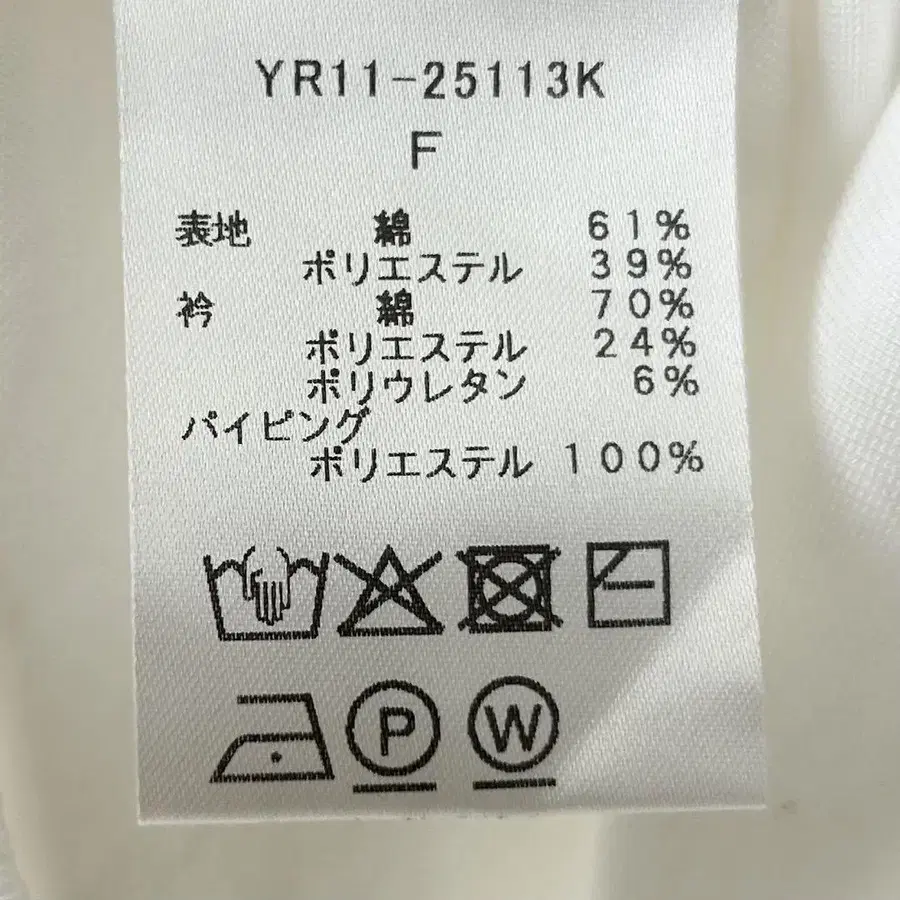 YR11-25113K
F
表地 綿 61%
ポリエステル 39%
衿 綿 70%
ポリエステル 24%
ポリウレタン 6%
パイピング
ポリエステル 100%
P W